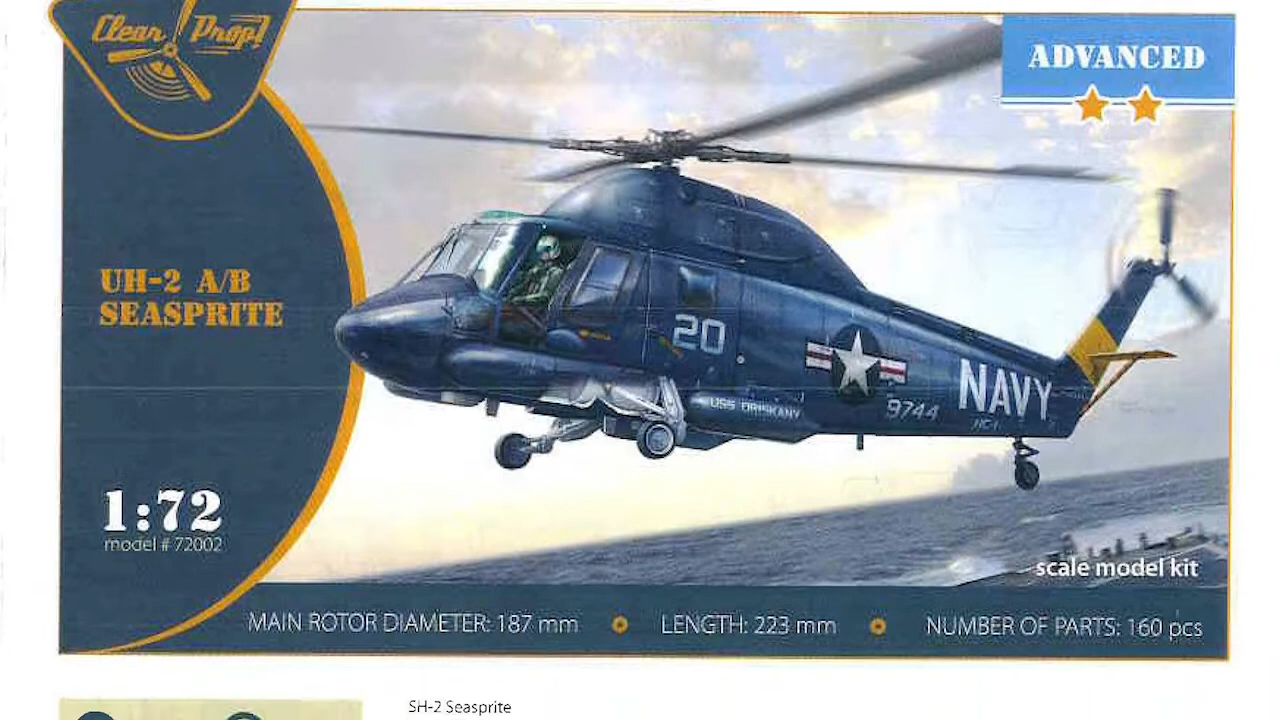 Clear Prop!
ADVANCED
UH-2 A/B
SEASPRITE
20
NAVY
USS ORISKANY
9744
1:72
model # 72002
scale model kit
MAIN ROTOR DIAMETER: 187 mm
LENGTH: 223 mm
NUMBER OF PARTS: 160 pcs
SH-2 Seasprite